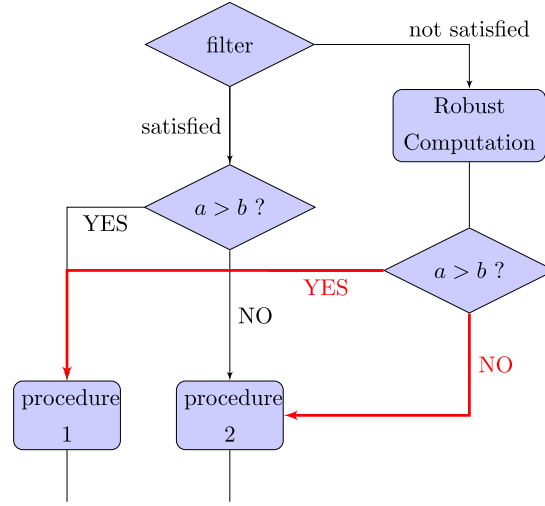 not satisfied
filter
Robust
Computation
satisfied
a > b ?
YES
a > b ?
YES
NO
NO
procedure
1
procedure
2